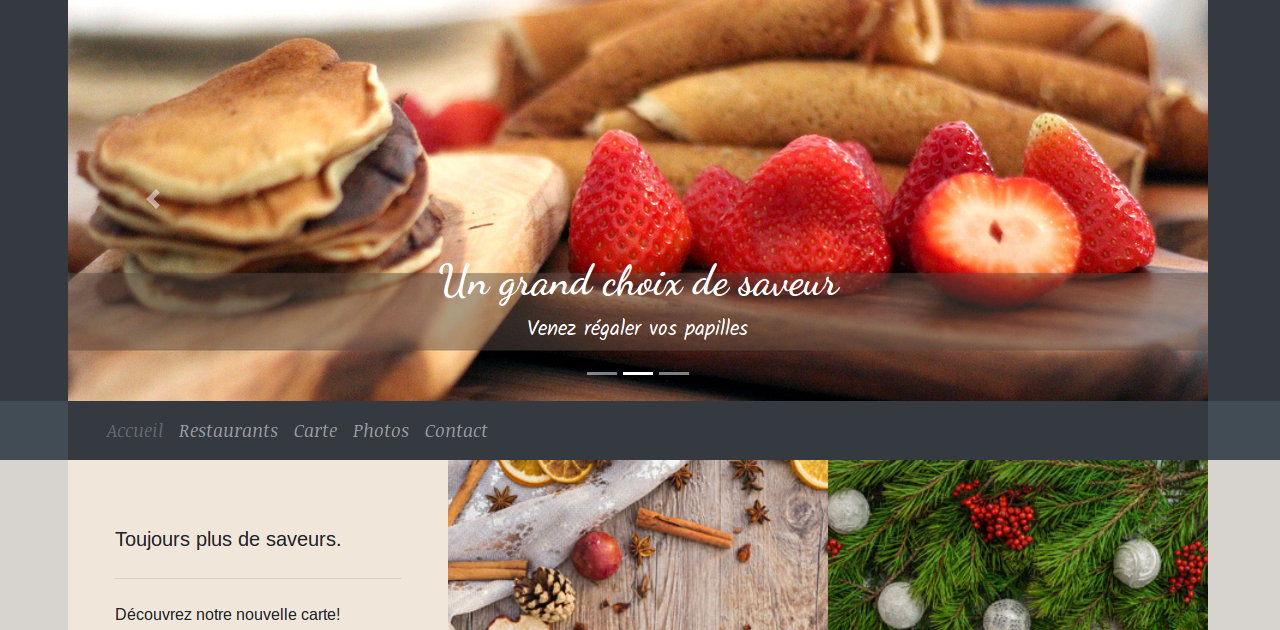 Un grand choix de saveur
Venez régaler vos papilles
Accueil Restaurants Carte Photos Contact
Toujours plus de saveurs.
Découvrez notre nouvelle carte!